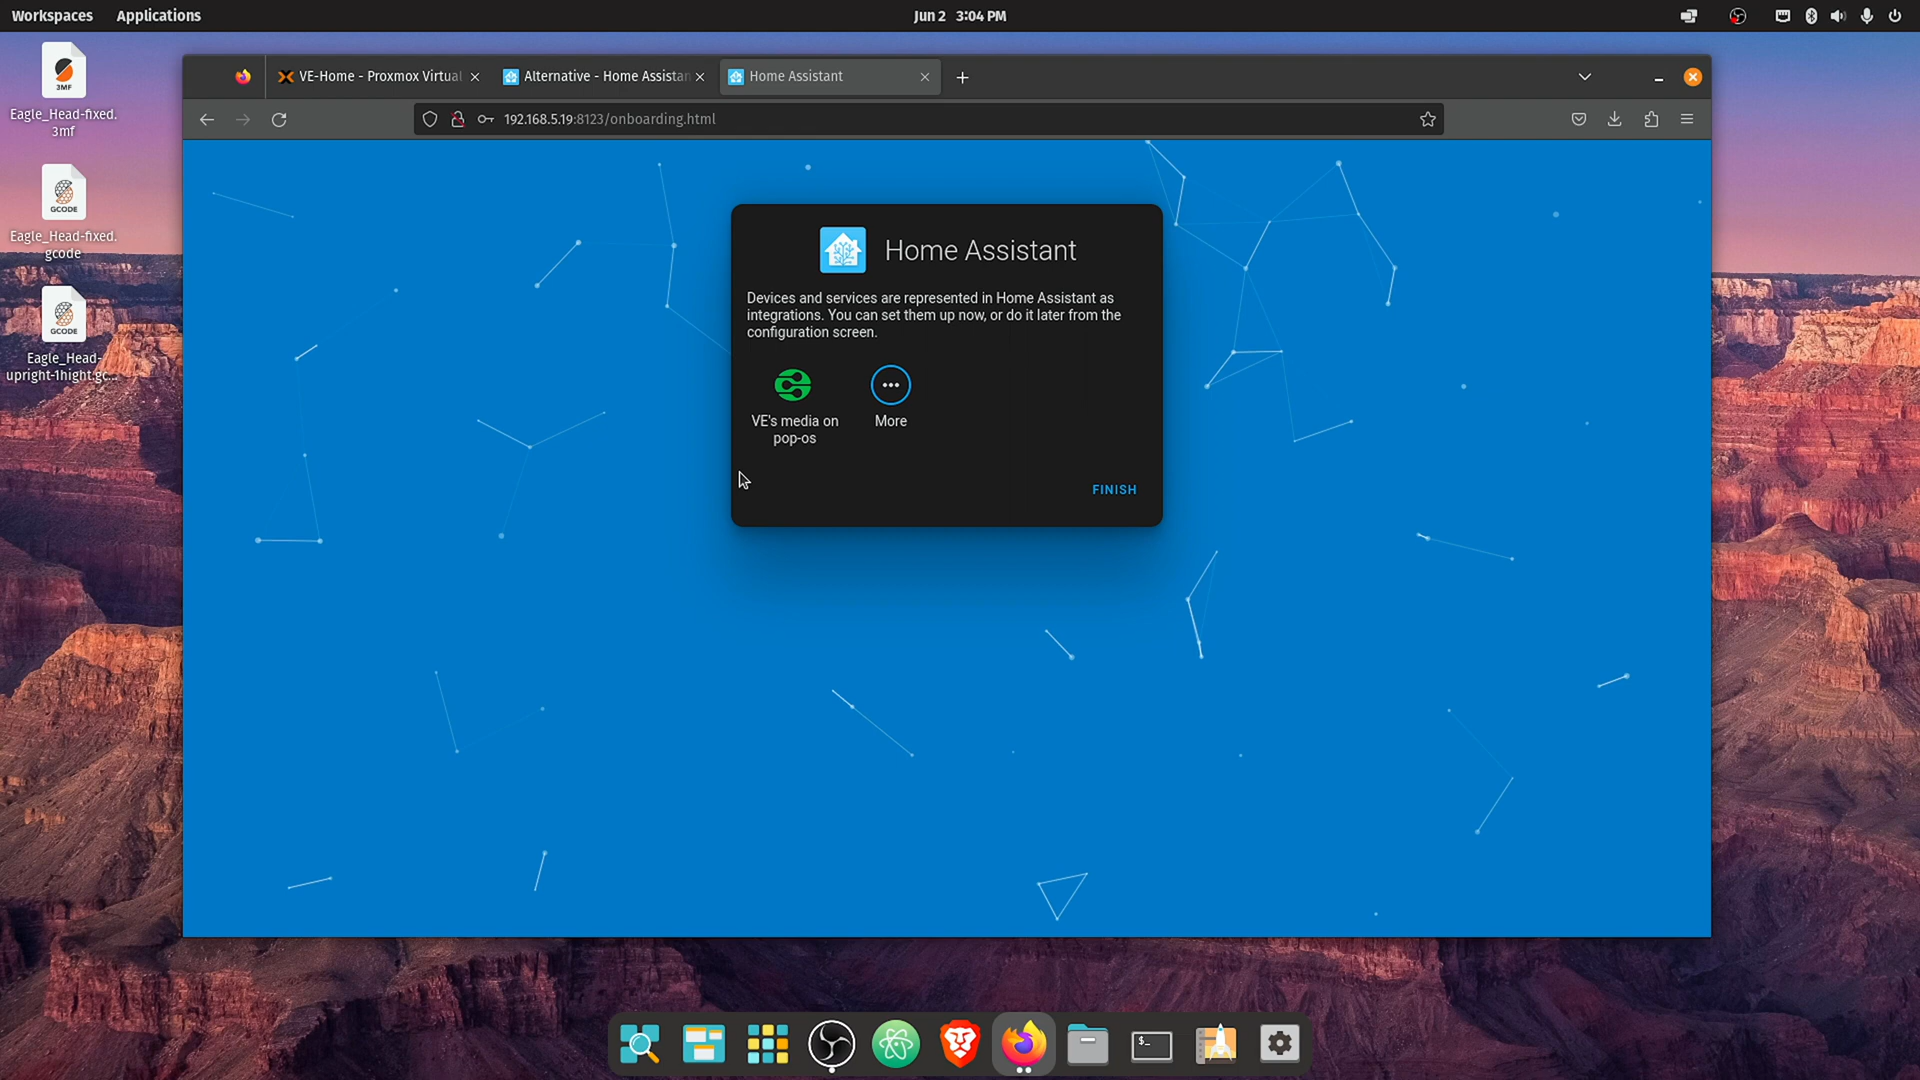 Workspaces
Applications
Jun 2 3:04 PM
3MF
Eagle_Head-fixed.
3mf
GCODE
Eagle_Head-fixed.
gcode
GCODE
Eagle_Head-
upright-1hight.gc...
VE-Home - Proxmox Virtual
Alternative - Home Assistan
Home Assistant
192.168.5.19:8123/onboarding.html
Home Assistant
Devices and services are represented in Home Assistant as
integrations. You can set them up now, or do it later from the
configuration screen.
VE's media on
pop-os
More
FINISH
$_